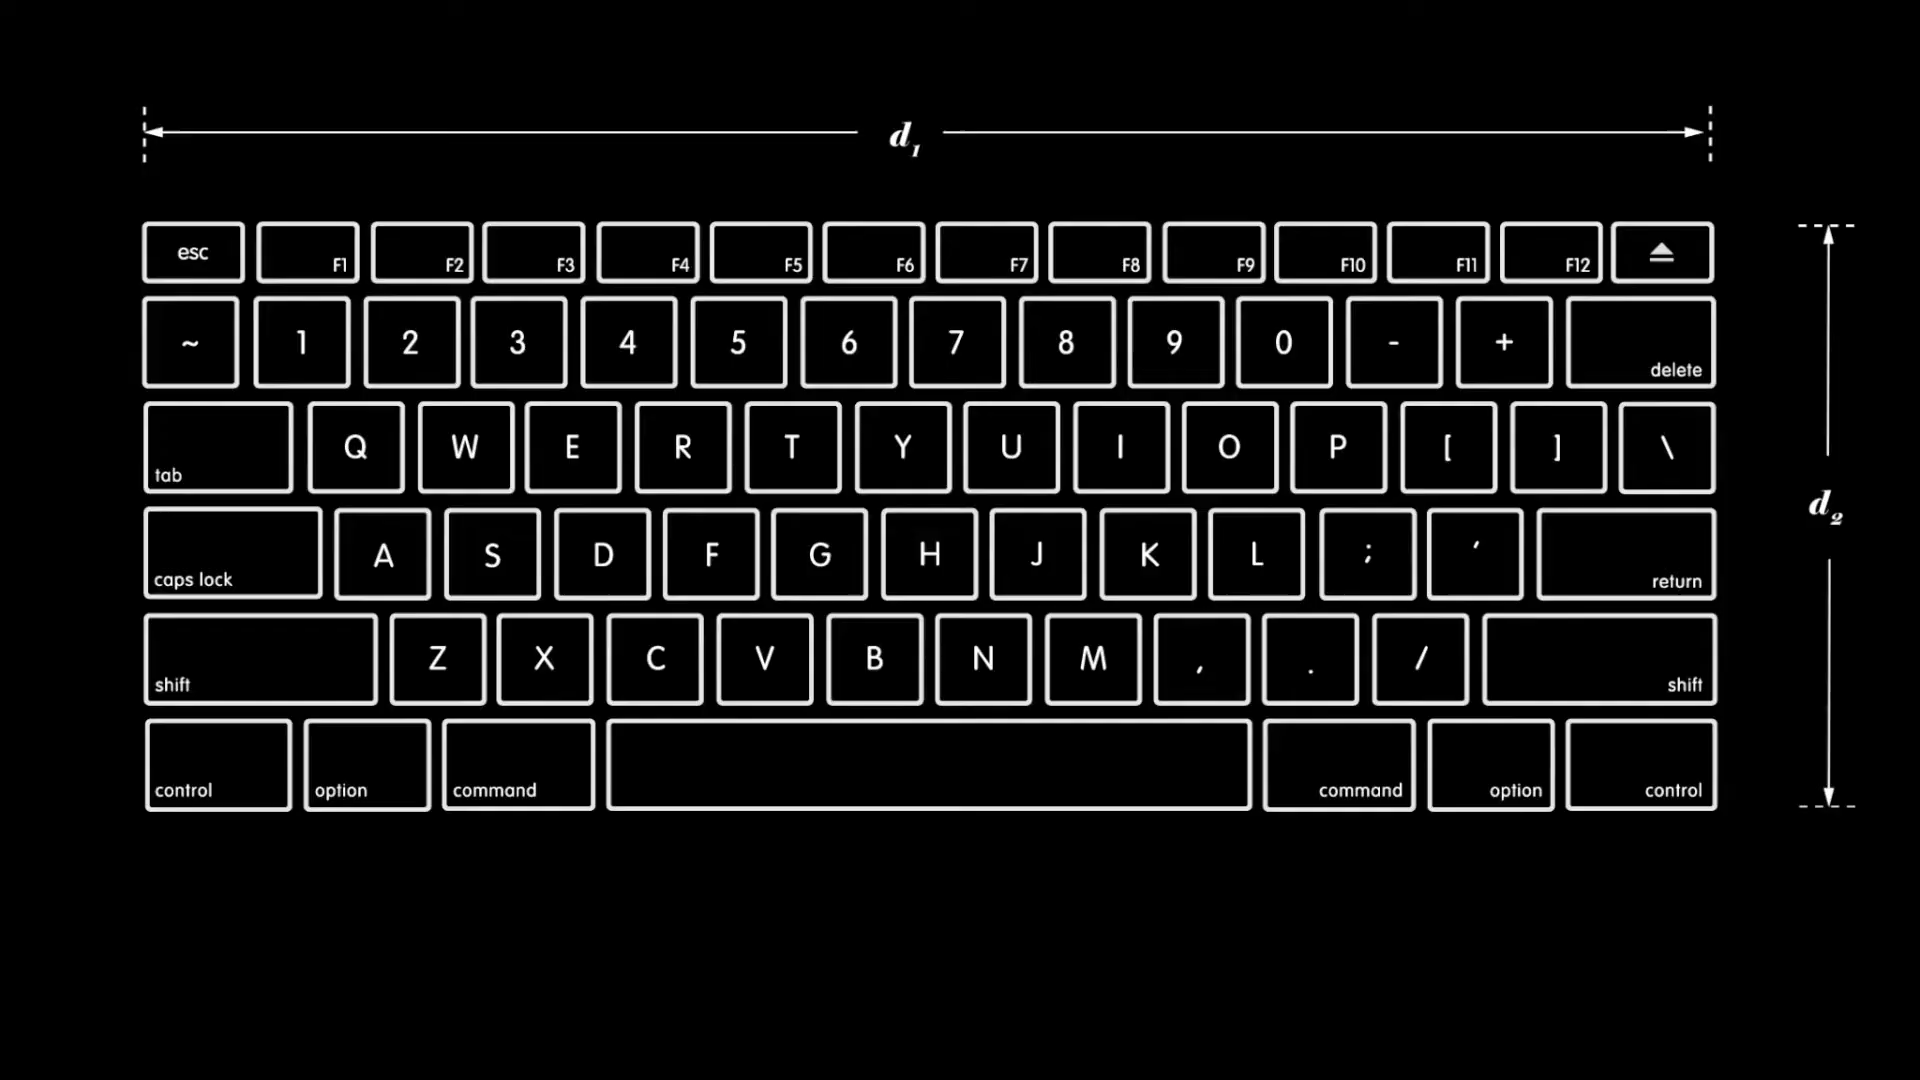 d1
esc F1 F2 F3 F4 F5 F6 F7 F8 F9 F10 F11 F12
~ 1 2 3 4 5 6 7 8 9 0 - + delete
tab Q W E R T Y U I O P [ ] \
d2
caps lock A S D F G H J K L ; ′ return
shift Z X C V B N M , . / shift
control option command command option control